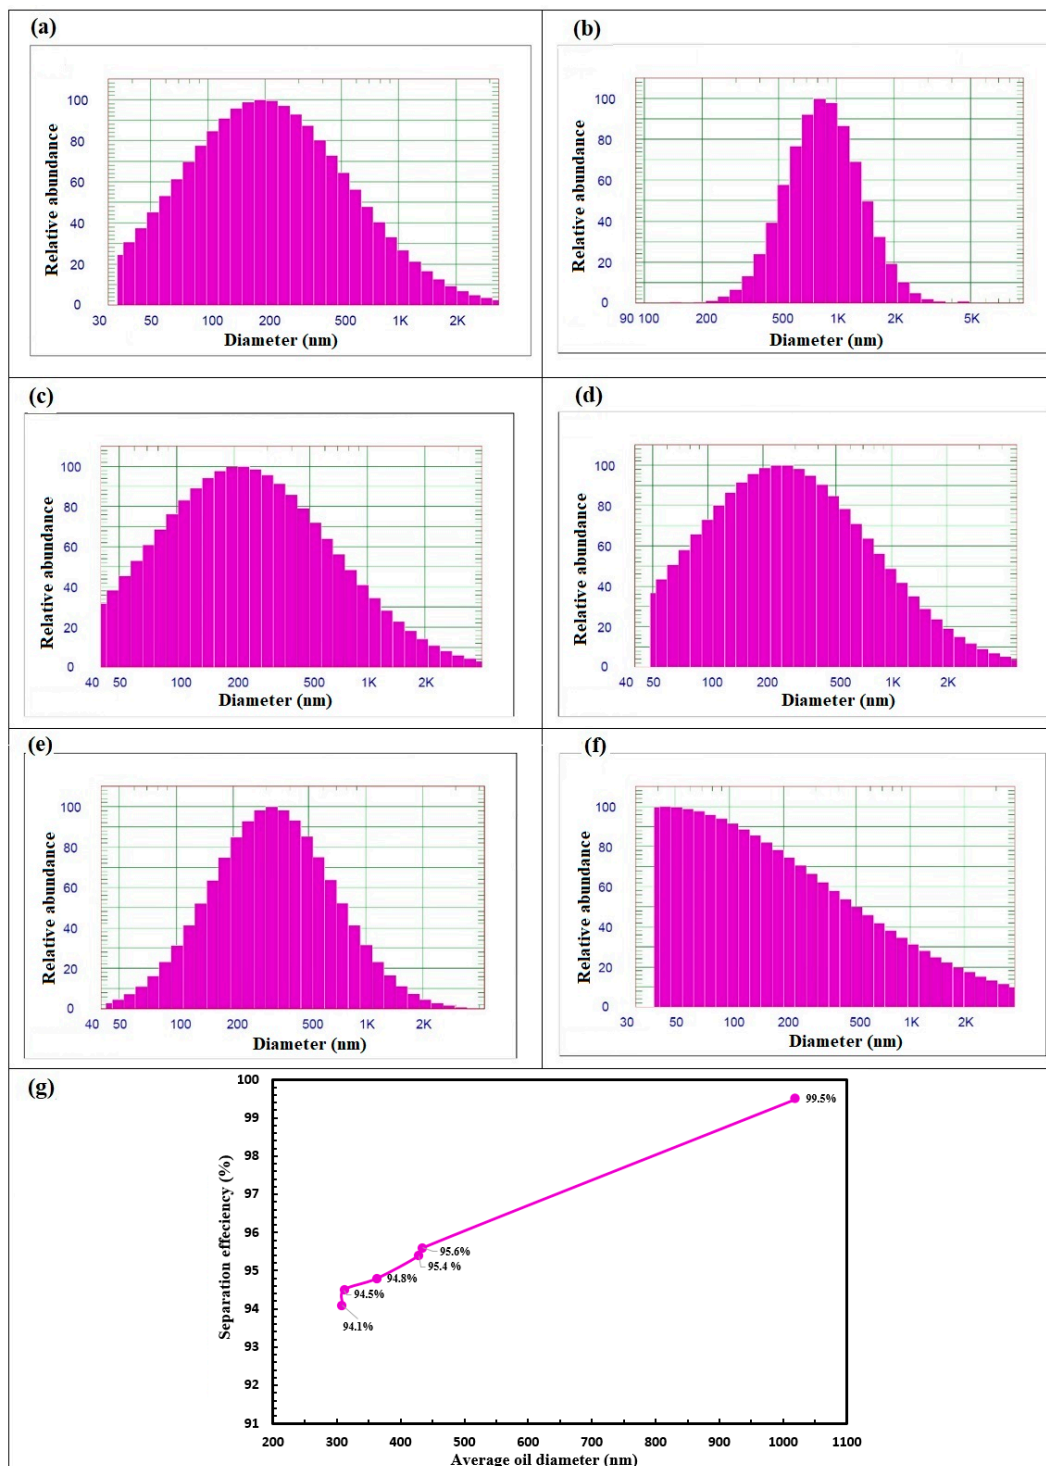 (a)
Relative abundance
100
80
60
40
20
0
30 50 100 200 500 1K 2K
Diameter (nm)
(b)
Relative abundance
100
80
60
40
20
0
90 100 200 500 1K 2K 5K
Diameter (nm)
(c)
Relative abundance
100
80
60
40
20
0
40 50 100 200 500 1K 2K
Diameter (nm)
(d)
Relative abundance
100
80
60
40
20
0
40 50 100 200 500 1K 2K
Diameter (nm)
(e)
Relative abundance
100
80
60
40
20
0
40 50 100 200 500 1K 2K
Diameter (nm)
(f)
Relative abundance
100
80
60
40
20
0
30 50 100 200 500 1K 2K
Diameter (nm)
(g)
Separation effeciency (%)
100
99
98
97
96
95
94
93
92
91
99.5%
95.6%
95.4 %
94.8%
94.5%
94.1%
200 300 400 500 600 700 800 900 1000 1100
Average oil diameter (nm)